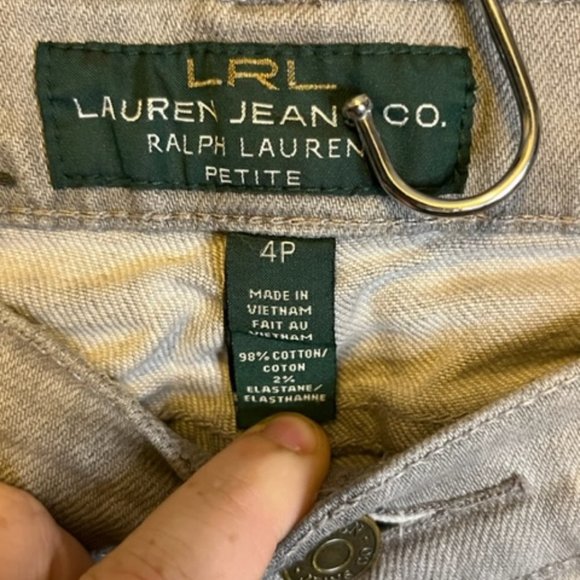 LRL
LAUREN JEANS CO.
RALPH LAUREN
PETITE
4P
MADE IN
VIETNAM
FAIT AU
VIETNAM
98% COTTON/
COTON
2%
ELASTANE/
ELASTHANNE